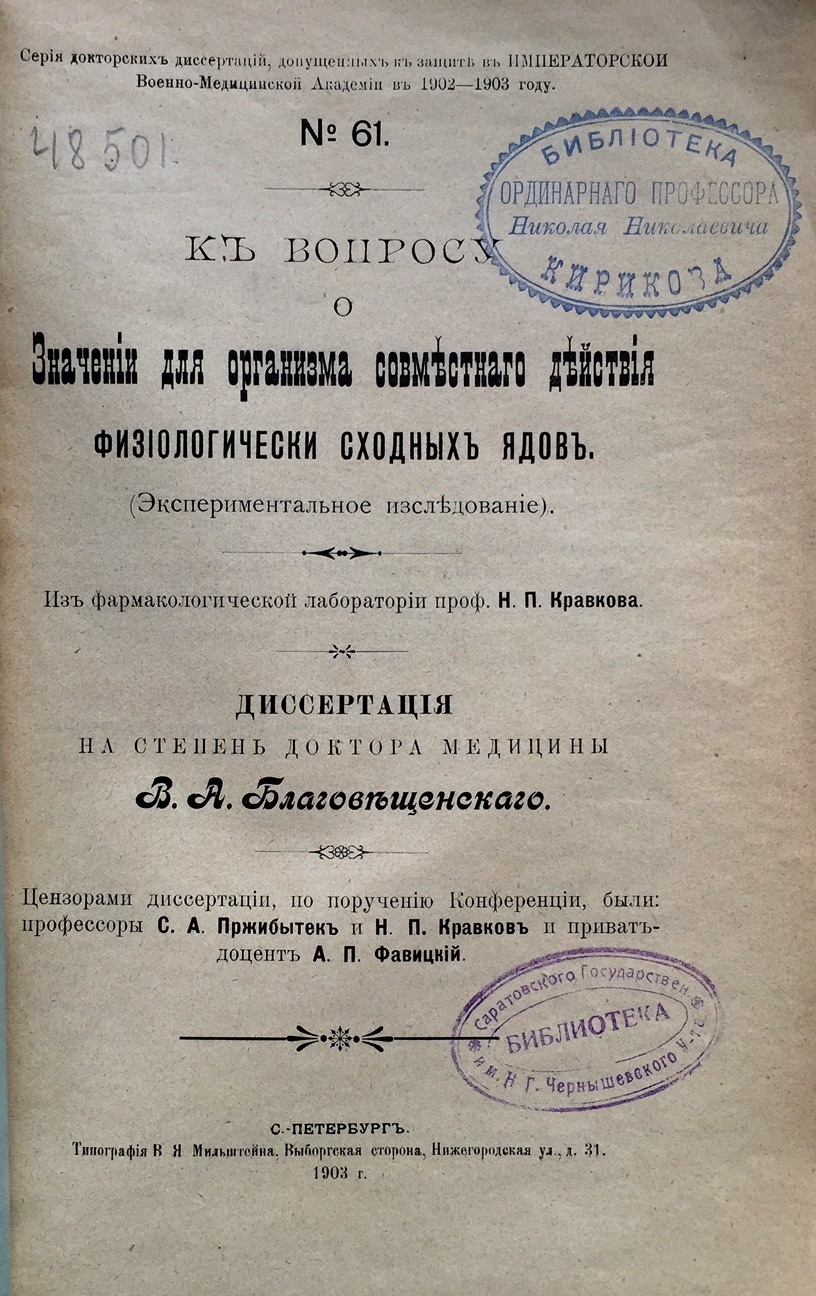 Серія докторскихъ диссертацій, допущенныхъ къ защитѣ въ ИМПЕРАТОРСКОЙ
Военно-Медицинской Академіи въ 1902—1903 году.
48501.
№ 61.
БИБЛІОТЕКА
ОРДИНАРНАГО ПРОФЕССОРА
Николая Николаевича
КИРИКОВА
КЪ ВОПРОСУ
О
Значеніи для организма совмѣстнаго дѣйствія
ФИЗІОЛОГИЧЕСКИ СХОДНЫХЪ ЯДОВЪ.
(Экспериментальное изслѣдованіе).
Изъ фармакологической лабораторіи проф. Н. П. Кравкова.
ДИССЕРТАЦІЯ
НА СТЕПЕНЬ ДОКТОРА МЕДИЦИНЫ
В. А. Благовѣщенскаго.
Цензорами диссертаціи, по порученію Конференціи, были:
профессоры С. А. Пржибытекъ и Н. П. Кравковъ и приватъ-
доцентъ А. П. Фавицкій.
Саратовского Государствен
БИБЛИОТЕКА
им. Н Г. Чернышевского У-та
С.-ПЕТЕРБУРГЪ.
Типографія В Я Мильштейна. Выборгская сторона, Нижегородская ул., д. 31.
1903 г.